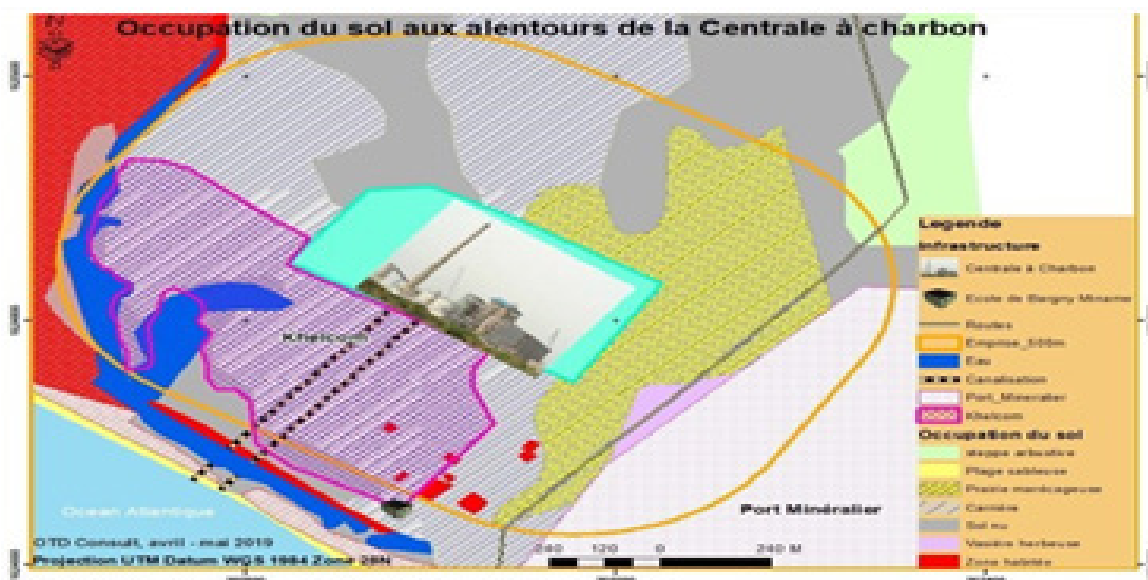 Occupation du sol aux alentours de la Centrale à charbon
Khelcom
Océan Atlantique
OTD Consult, avril - mai 2019
Projection UTM Datum WGS 1984 Zone 28N
240 120 0 240 M
Port Minéralier
Legende
Infrastructure
Centrale à Charbon
Ecole de Bargny Miname
Routes
Emprise_500m
Eau
Canalisation
Port_Mineralier
Khelcom
Occupation du sol
steppe arbustive
Plage sableuse
Prairie marécageuse
Carrière
Sol nu
Vasière herbeuse
Zone habitée